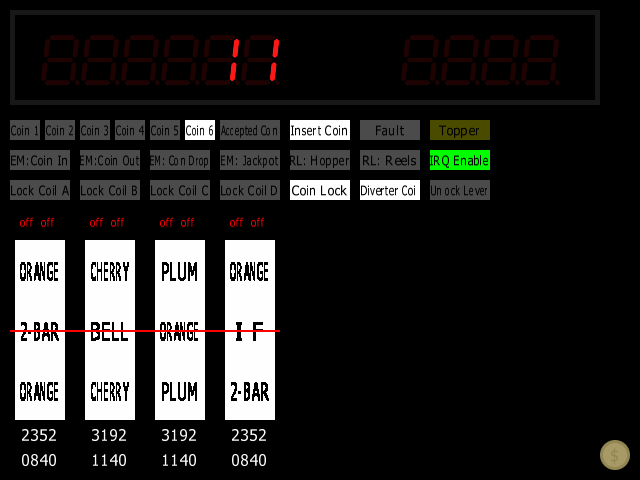 11
Coin 1 Coin 2 Coin 3 Coin 4 Coin 5 Coin 6 Accepted Con Insert Coin Fault Topper
EM:Coin In EM:Coin Out EM: Con Drop EM: Jackpot RL: Hopper RL: Reels IRQ Enable
Lock Coil A Lock Coil B Lock Coil C Lock Coil D Coin Lock Diverter Coi Un ock Lever
off off off off off off off off
ORANGE CHERRY PLUM ORANGE
2-BAR BELL ORANGE I F
ORANGE CHERRY PLUM 2-BAR
2352 3192 3192 2352
0840 1140 1140 0840
$